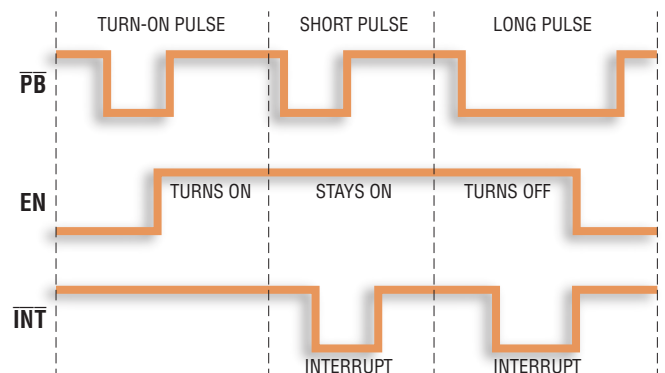 TURN-ON PULSE SHORT PULSE LONG PULSE
PB
EN
TURNS ON STAYS ON TURNS OFF
INT
INTERRUPT INTERRUPT